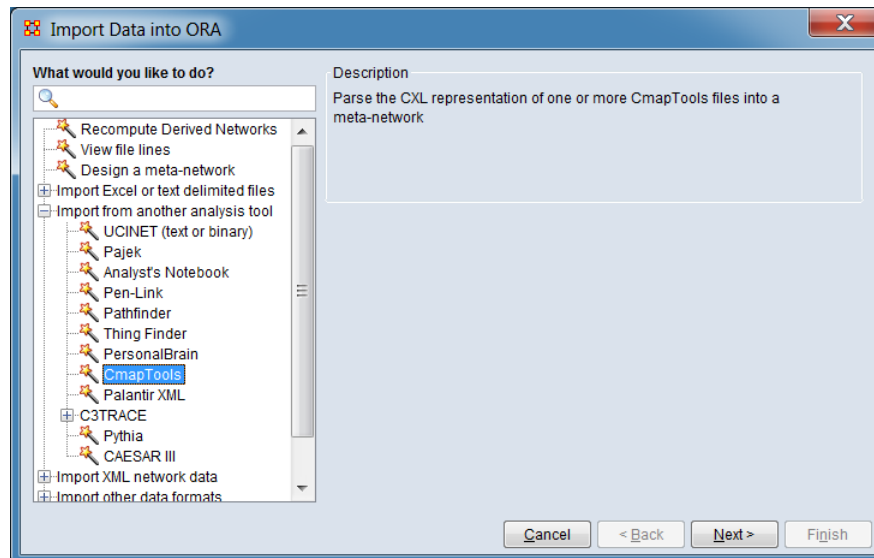 Import Data into ORA
X
What would you like to do?
Recompute Derived Networks
View file lines
Design a meta-network
Import Excel or text delimited files
Import from another analysis tool
UCINET (text or binary)
Pajek
Analyst's Notebook
Pen-Link
Pathfinder
Thing Finder
PersonalBrain
CmapTools
Palantir XML
C3TRACE
Pythia
CAESAR III
Import XML network data
Import other data formats
Description
Parse the CXL representation of one or more CmapTools files into a
meta-network
Cancel
< Back
Next >
Finish